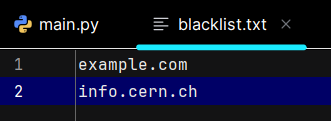 main.py blacklist.txt
1 example.com
2 info.cern.ch